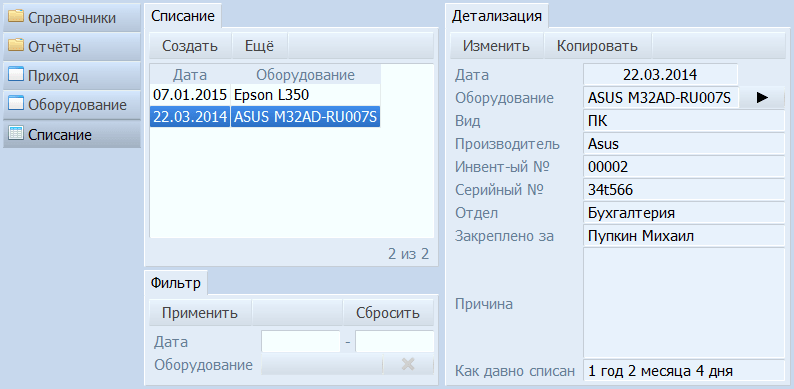 Справочники
Отчёты
Приход
Оборудование
Списание
Списание
Создать Ещё
Дата Оборудование
07.01.2015 Epson L350
22.03.2014 ASUS M32AD-RU007S
2 из 2
Фильтр
Применить Сбросить
Дата -
Оборудование
Детализация
Изменить Копировать
Дата 22.03.2014
Оборудование ASUS M32AD-RU007S
Вид ПК
Производитель Asus
Инвент-ый № 00002
Серийный № 34t566
Отдел Бухгалтерия
Закреплено за Пупкин Михаил
Причина
Как давно списан 1 год 2 месяца 4 дня